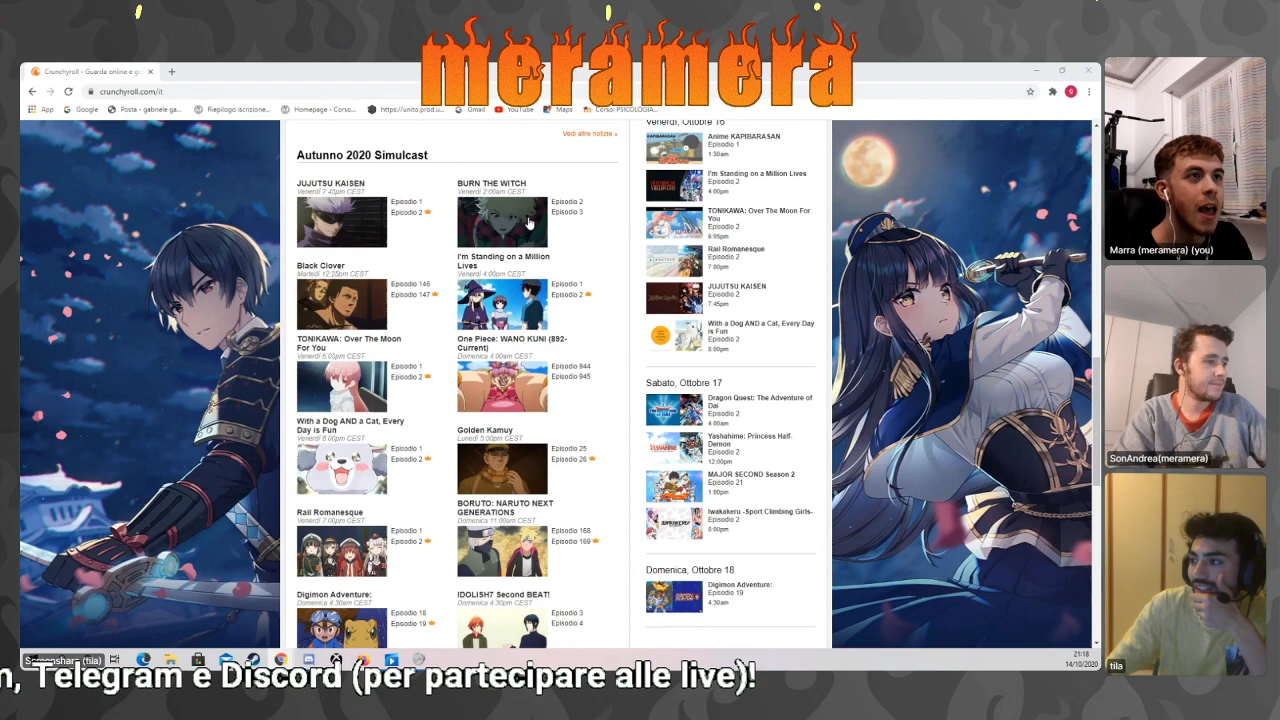 meramera
Crunchyroll - Guarda online e gr
crunchyroll.com/it
App
Google
Posta - gabriele ga...
Riepilogo iscrizione...
Homepage - Corso...
https://unito.prod.u...
Gmail
YouTube
Maps
Corso: PSICOLOGIA...
Vedi altre notizie »
Autunno 2020 Simulcast
JUJUTSU KAISEN
Venerdì 7:45pm CEST
Episodio 1
Episodio 2
BURN THE WITCH
Venerdì 2:00am CEST
Episodio 2
Episodio 3
Black Clover
Martedì 12:25pm CEST
Episodio 146
Episodio 147
I'm Standing on a Million
Lives
Venerdì 4:00pm CEST
Episodio 1
Episodio 2
TONIKAWA: Over The Moon
For You
Venerdì 6:05pm CEST
Episodio 1
Episodio 2
One Piece: WANO KUNI (892-
Current)
Domenica 4:00am CEST
Episodio 944
Episodio 945
With a Dog AND a Cat, Every
Day is Fun
Venerdì 8:00pm CEST
Episodio 1
Episodio 2
Golden Kamuy
Lunedì 5:00pm CEST
Episodio 25
Episodio 26
Rail Romanesque
Venerdì 7:00pm CEST
Episodio 1
Episodio 2
BORUTO: NARUTO NEXT
GENERATIONS
Domenica 11:00am CEST
Episodio 168
Episodio 169
Digimon Adventure:
Domenica 4:30am CEST
Episodio 18
Episodio 19
IDOLiSH7 Second BEAT!
Domenica 4:30pm CEST
Episodio 3
Episodio 4
Venerdì, Ottobre 16
Anime KAPIBARASAN
Episodio 1
1:30am
I'm Standing on a Million Lives
Episodio 2
4:00pm
TONIKAWA: Over The Moon For
You
Episodio 2
6:05pm
Rail Romanesque
Episodio 2
7:00pm
JUJUTSU KAISEN
Episodio 2
7:45pm
With a Dog AND a Cat, Every Day
is Fun
Episodio 2
8:00pm
Sabato, Ottobre 17
Dragon Quest: The Adventure of
Dai
Episodio 2
4:00am
Yashahime: Princess Half-
Demon
Episodio 2
12:00pm
MAJOR SECOND Season 2
Episodio 21
1:00pm
Iwakakeru -Sport Climbing Girls-
Episodio 2
8:00pm
Domenica, Ottobre 18
Digimon Adventure:
Episodio 19
4:30am
Marra (meramera) (you)
SonAndrea(meramera)
tila
Screenshare (tila)
21:18
14/10/2020
m, Telegram e Discord (per partecipare alle live)!